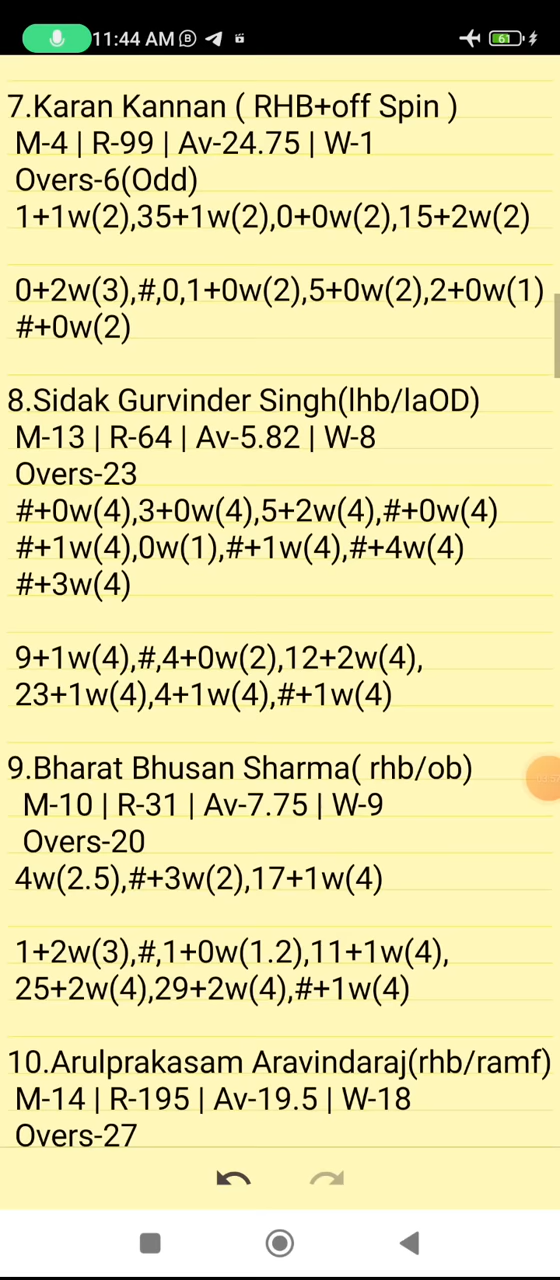 11:44 AM
61
7.Karan Kannan ( RHB+off Spin )
M-4 | R-99 | Av-24.75 | W-1
Overs-6(Odd)
1+1w(2),35+1w(2),0+0w(2),15+2w(2)
0+2w(3),#,0,1+0w(2),5+0w(2),2+0w(1)
#+0w(2)
8.Sidak Gurvinder Singh(lhb/laOD)
M-13 | R-64 | Av-5.82 | W-8
Overs-23
#+0w(4),3+0w(4),5+2w(4),#+0w(4)
#+1w(4),0w(1),#+1w(4),#+4w(4)
#+3w(4)
9+1w(4),#,4+0w(2),12+2w(4),
23+1w(4),4+1w(4),#+1w(4)
9.Bharat Bhusan Sharma( rhb/ob)
M-10 | R-31 | Av-7.75 | W-9
Overs-20
4w(2.5),#+3w(2),17+1w(4)
1+2w(3),#,1+0w(1.2),11+1w(4),
25+2w(4),29+2w(4),#+1w(4)
10.Arulprakasam Aravindaraj(rhb/ramf)
M-14 | R-195 | Av-19.5 | W-18
Overs-27